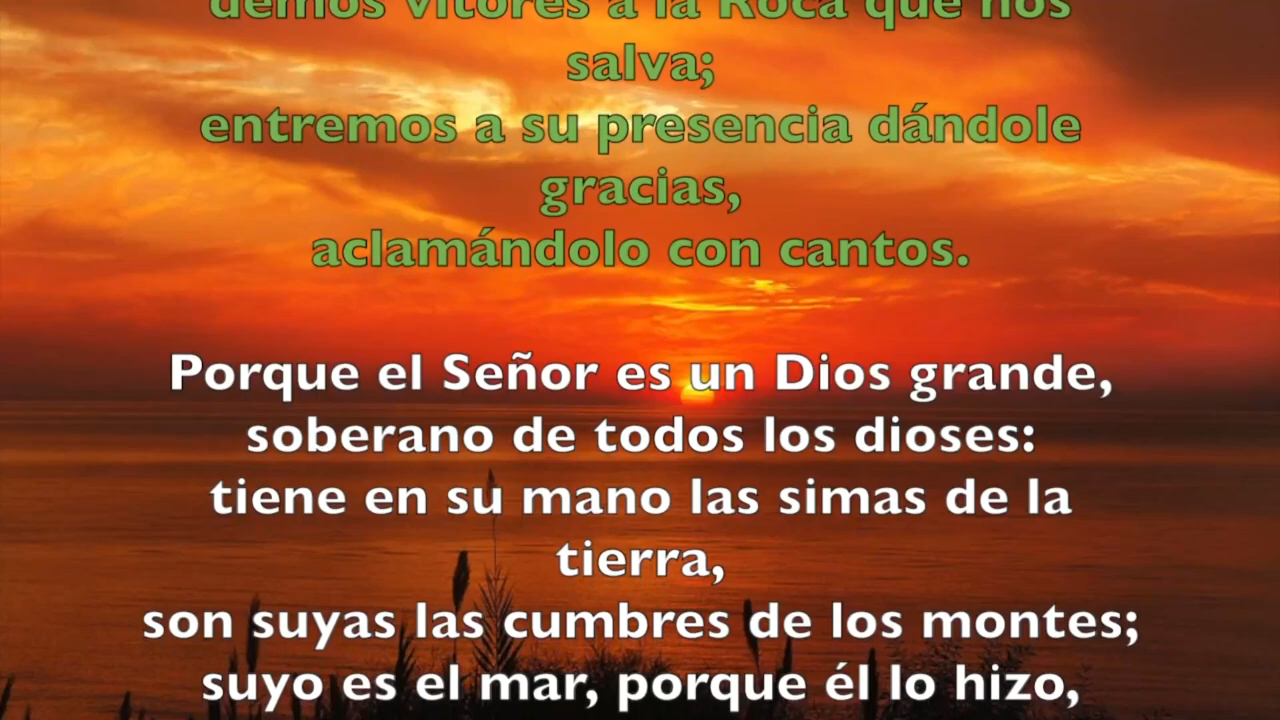 demos vítores a la Roca que nos
salva;
entremos a su presencia dándole
gracias,
aclamándolo con cantos.
Porque el Señor es un Dios grande,
soberano de todos los dioses:
tiene en su mano las simas de la
tierra,
son suyas las cumbres de los montes;
suyo es el mar, porque él lo hizo,